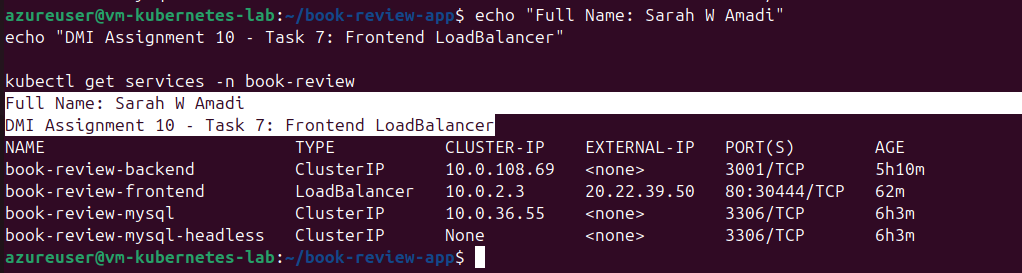 azureuser@vm-kubernetes-lab:~/book-review-app$ echo "Full Name: Sarah W Amadi"
echo "DMI Assignment 10 - Task 7: Frontend LoadBalancer"

kubectl get services -n book-review
Full Name: Sarah W Amadi
DMI Assignment 10 - Task 7: Frontend LoadBalancer
NAME                         TYPE           CLUSTER-IP    EXTERNAL-IP   PORT(S)        AGE
book-review-backend          ClusterIP      10.0.108.69   <none>        3001/TCP       5h10m
book-review-frontend         LoadBalancer   10.0.2.3      20.22.39.50   80:30444/TCP   62m
book-review-mysql            ClusterIP      10.0.36.55    <none>        3306/TCP       6h3m
book-review-mysql-headless   ClusterIP      None          <none>        3306/TCP       6h3m
azureuser@vm-kubernetes-lab:~/book-review-app$